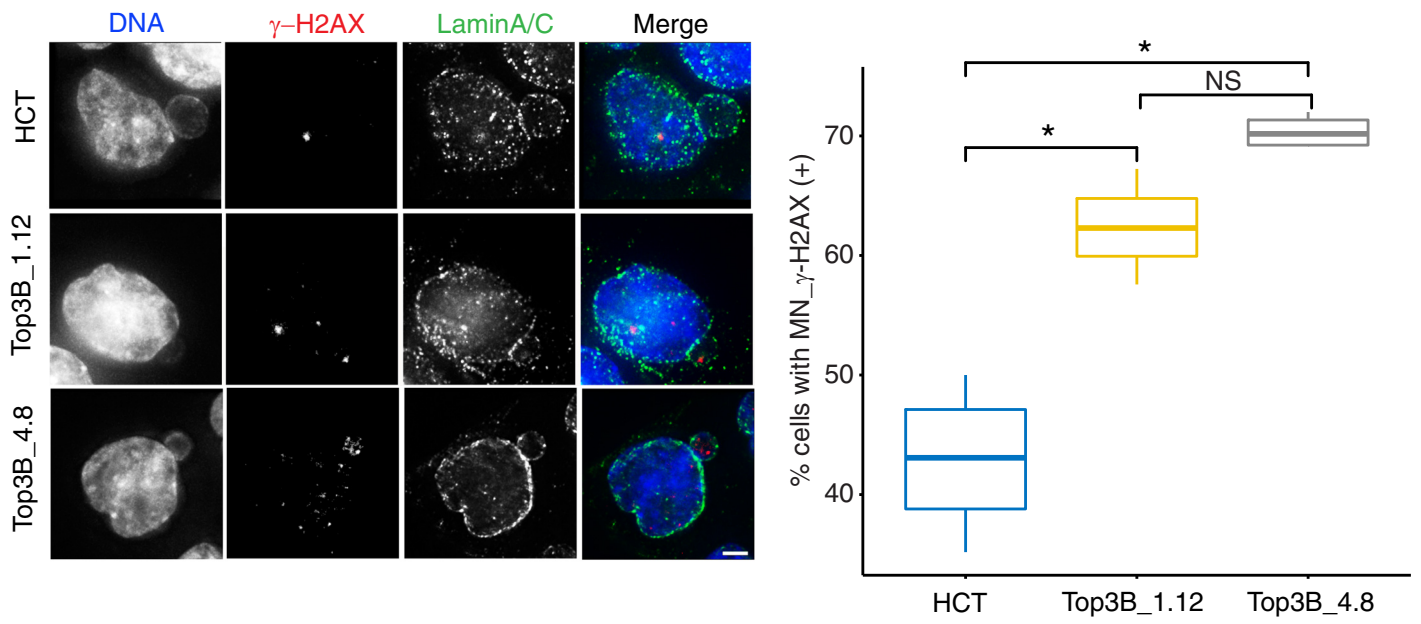 DNA γ–H2AX LaminA/C Merge
HCT
Top3B_1.12
Top3B_4.8
% cells with MN_γ-H2AX (+)
70
60
50
40
*
NS
*
HCT Top3B_1.12 Top3B_4.8